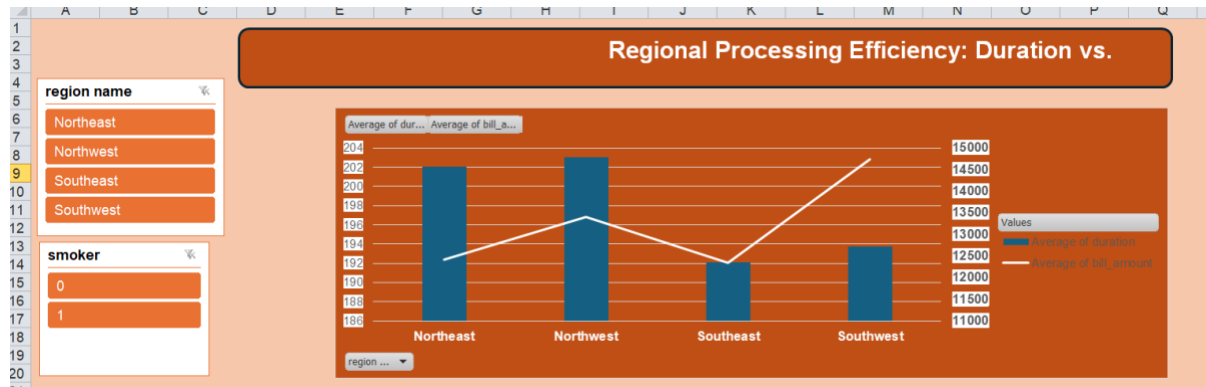 A B C D E F G H I J K L M N O P Q
1
2
3
4
5
6
7
8
9
10
11
12
13
14
15
16
17
18
19
20
Regional Processing Efficiency: Duration vs.
region name
Northeast
Northwest
Southeast
Southwest
smoker
0
1
Average of dur... Average of bill_a...
204
202
200
198
196
194
192
190
188
186
15000
14500
14000
13500
13000
12500
12000
11500
11000
Northeast Northwest Southeast Southwest
Values
Average of duration
Average of bill_amount
region ...